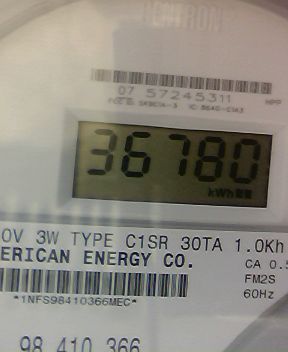 CENTRON
07 57245311
36780
kWh
0V 3W TYPE C1SR 30TA 1.0Kh
ERICAN ENERGY CO.
CA 0.5
FM2S
60Hz
*1NFS98410366MEC*
98 410 366